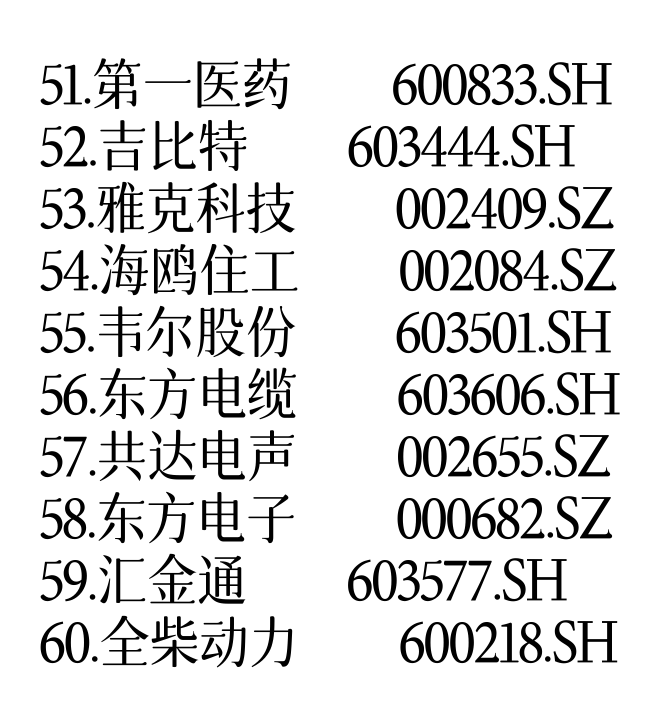 51.第一医药 600833.SH
52.吉比特 603444.SH
53.雅克科技 002409.SZ
54.海鸥住工 002084.SZ
55.韦尔股份 603501.SH
56.东方电缆 603606.SH
57.共达电声 002655.SZ
58.东方电子 000682.SZ
59.汇金通 603577.SH
60.全柴动力 600218.SH